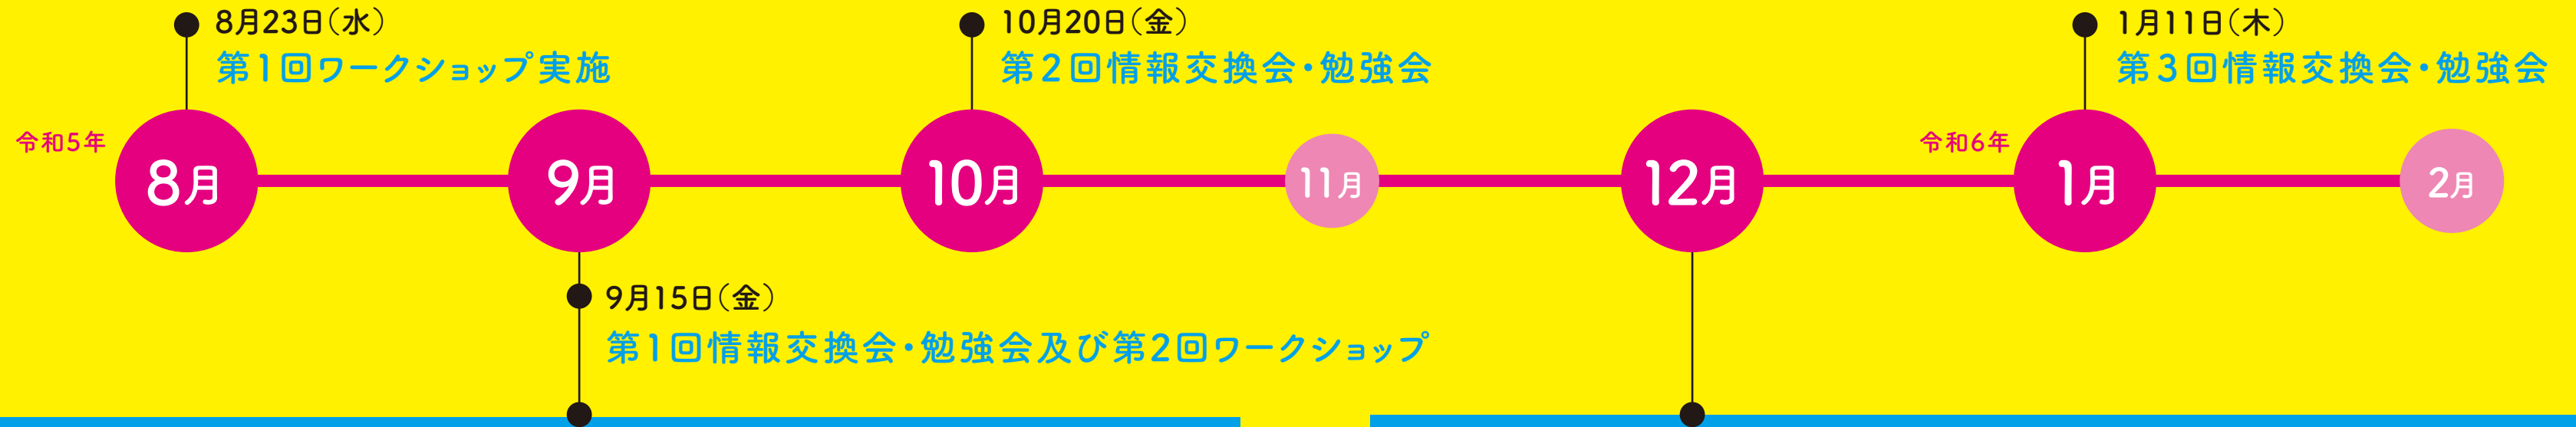 8月23日（水）
第1回ワークショップ実施
10月20日（金）
第2回情報交換会・勉強会
1月11日（木）
第3回情報交換会・勉強会
令和5年
8月
9月
10月
11月
12月
令和6年
1月
2月
9月15日（金）
第1回情報交換会・勉強会及び第2回ワークショップ